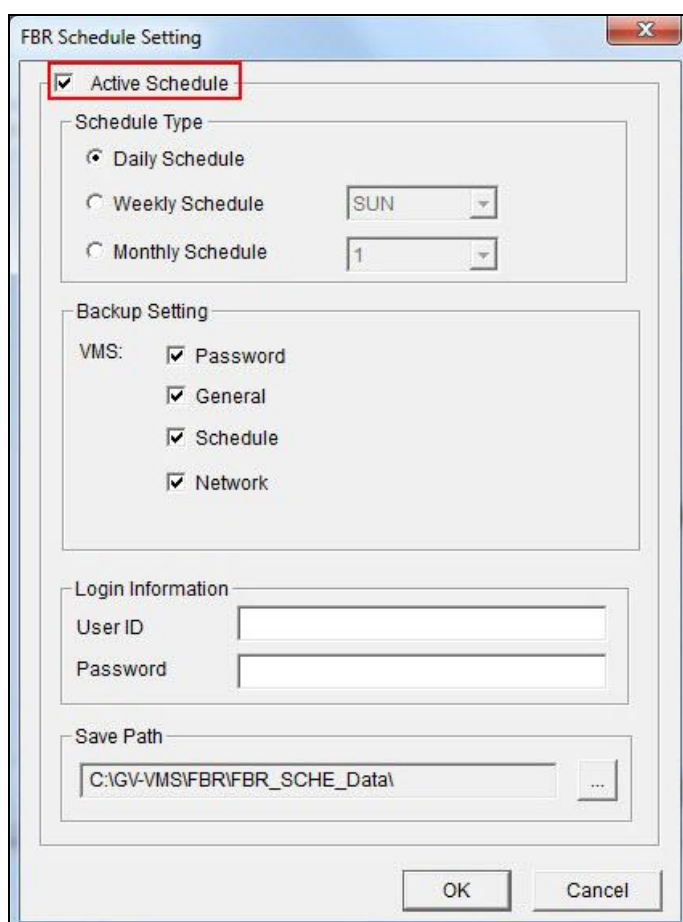 FBR Schedule Setting
Active Schedule
Schedule Type
Daily Schedule
Weekly Schedule SUN
Monthly Schedule 1
Backup Setting
VMS: Password
General
Schedule
Network
Login Information
User ID
Password
Save Path
C:\GV-VMS\FBR\FBR_SCHE_Data\ ...
OK Cancel